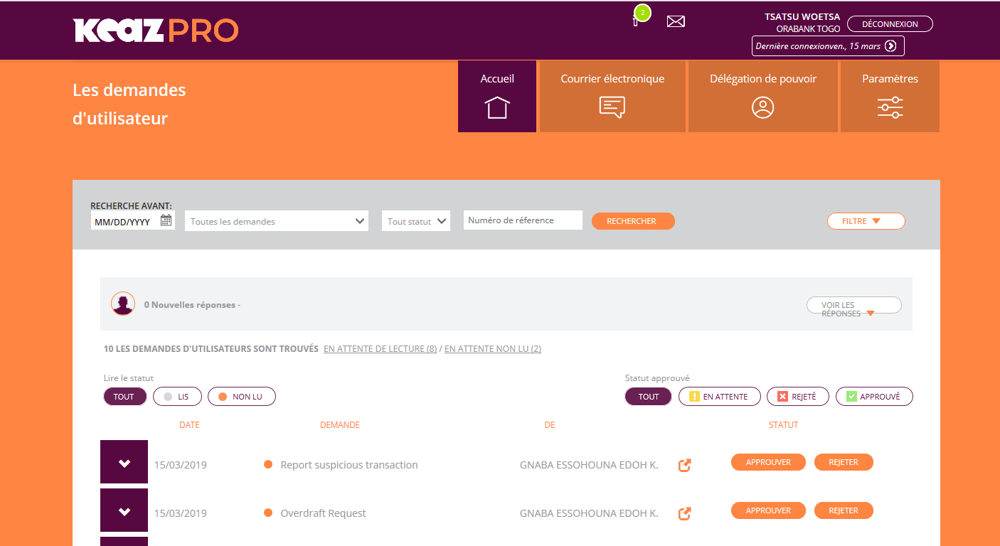 2
KeazPRO
TSATSU WOETSA
ORABANK TOGO
DÉCONNEXION
Dernière connexionven., 15 mars
Les demandes
d'utilisateur
Accueil
Courrier électronique
Délégation de pouvoir
Paramètres
RECHERCHE AVANT:
MM/DD/YYYY
Toutes les demandes
Tout statut
Numéro de réference
RECHERCHER
FILTRE
0 Nouvelles réponses -
VOIR LES
RÉPONSES
10 LES DEMANDES D'UTILISATEURS SONT TROUVÉS EN ATTENTE DE LECTURE (8) / EN ATTENTE NON LU (2)
Lire le statut
Statut approuvé
TOUT
LIS
NON LU
TOUT
EN ATTENTE
REJETÉ
APPROUVÉ
DATE
DEMANDE
DE
STATUT
15/03/2019
Report suspicious transaction
GNABA ESSOHOUNA EDOH K.
APPROUVER
REJETER
15/03/2019
Overdraft Request
GNABA ESSOHOUNA EDOH K.
APPROUVER
REJETER